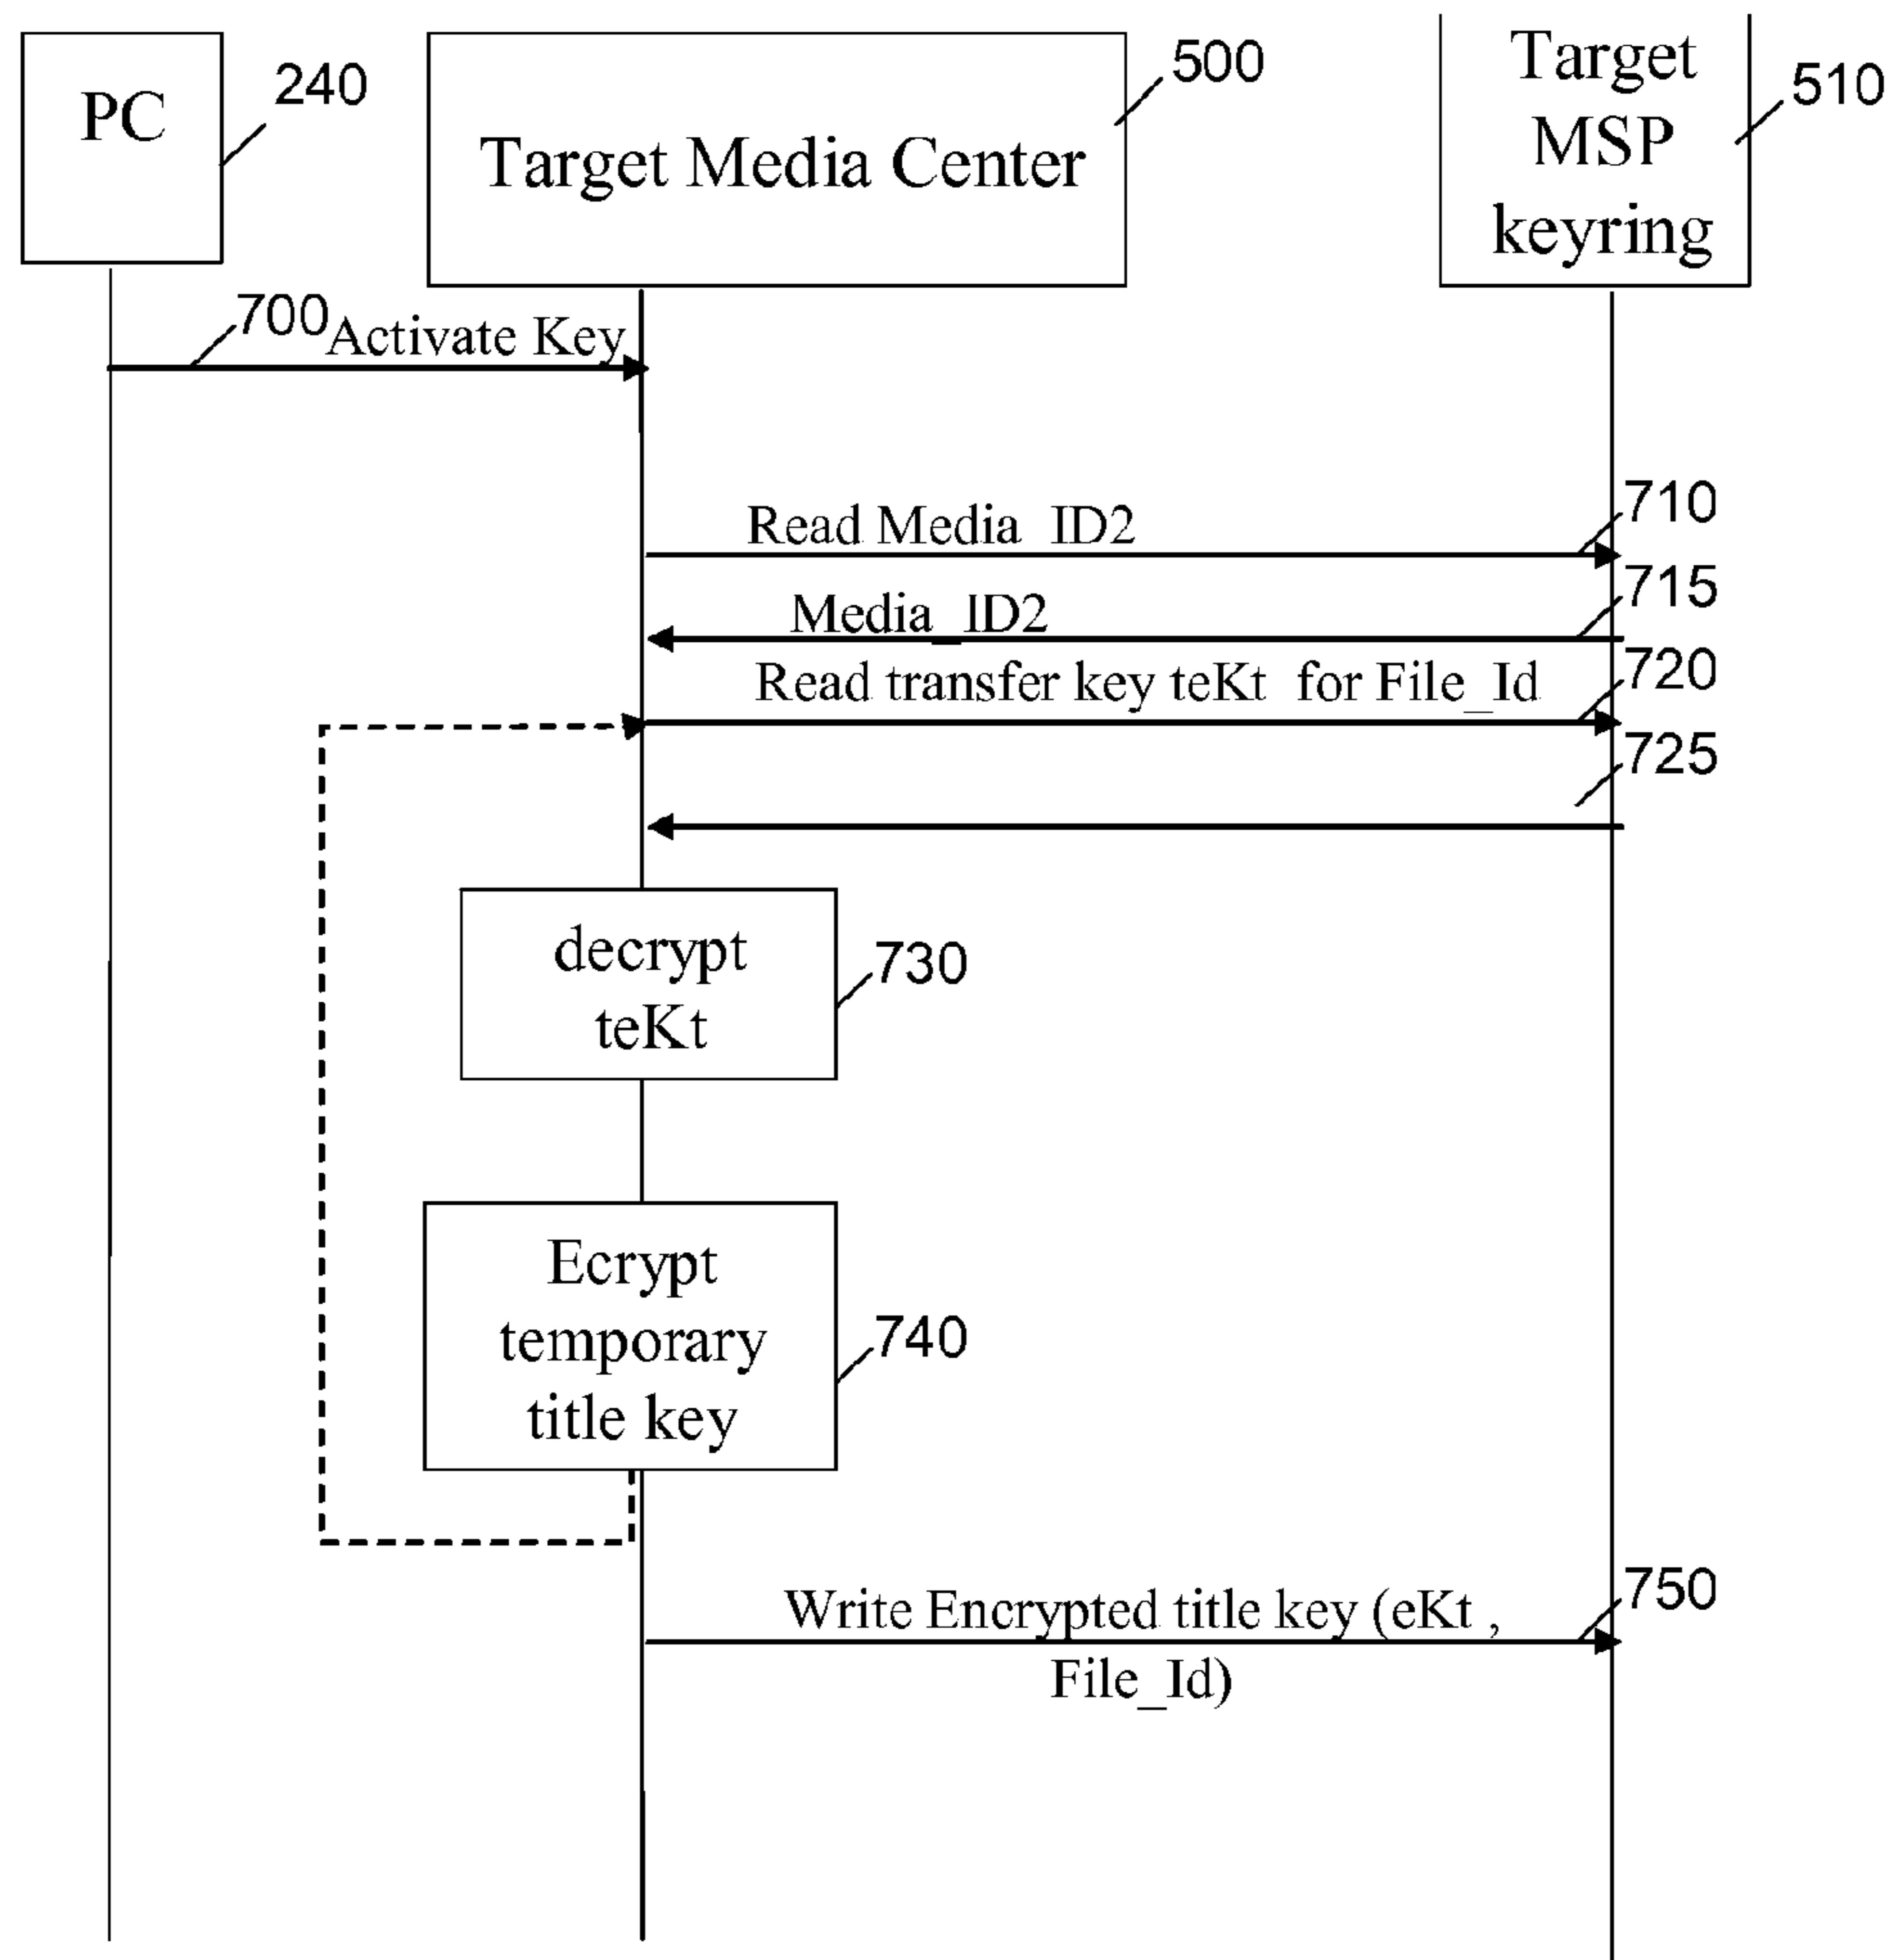 PC
240
Target Media Center
500
Target
MSP
keyring
510
700
Activate Key
Read Media_ID2
710
Media_ID2
715
Read transfer key teKt for File_Id
720
725
decrypt
teKt
730
Ecrypt
temporary
title key
740
Write Encrypted title key (eKt ,
File_Id)
750